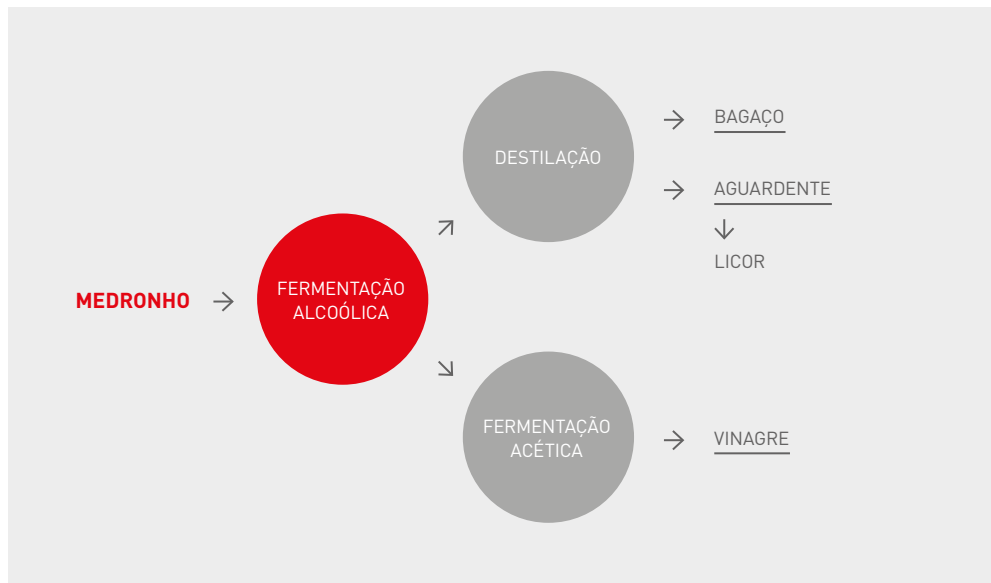 MEDRONHO
FERMENTAÇÃO
ALCOÓLICA
DESTILAÇÃO
BAGAÇO
AGUARDENTE
LICOR
FERMENTAÇÃO
ACÉTICA
VINAGRE